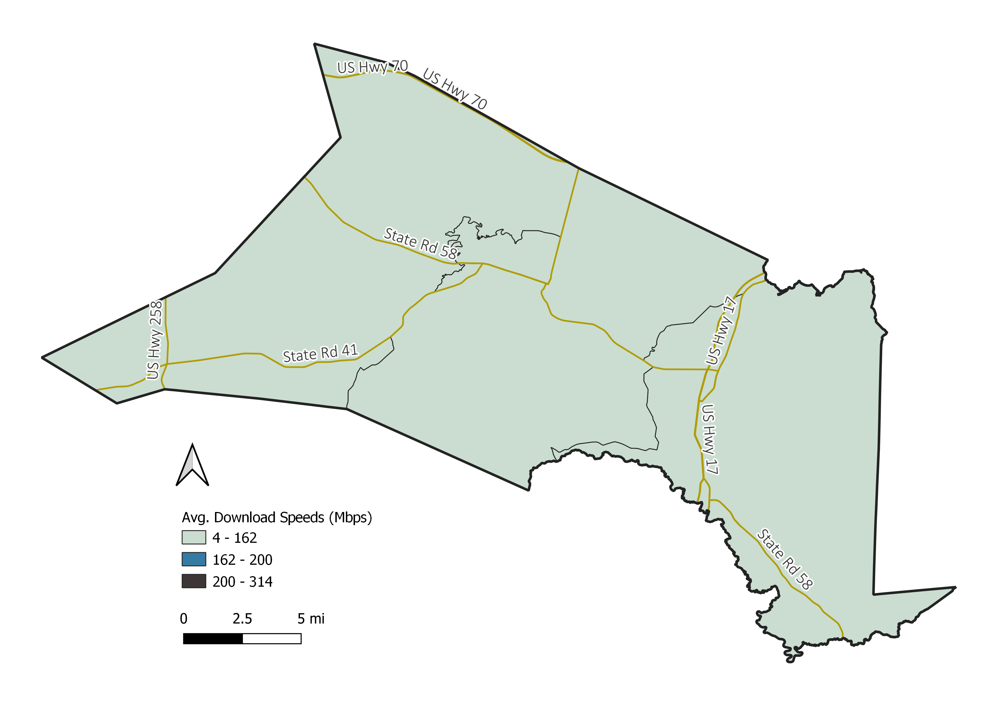 US Hwy 70
US Hwy 70
State Rd 58
US Hwy 258
State Rd 41
US Hwy 17
US Hwy 17
State Rd 58
Avg. Download Speeds (Mbps)
4 - 162
162 - 200
200 - 314
0 2.5 5 mi